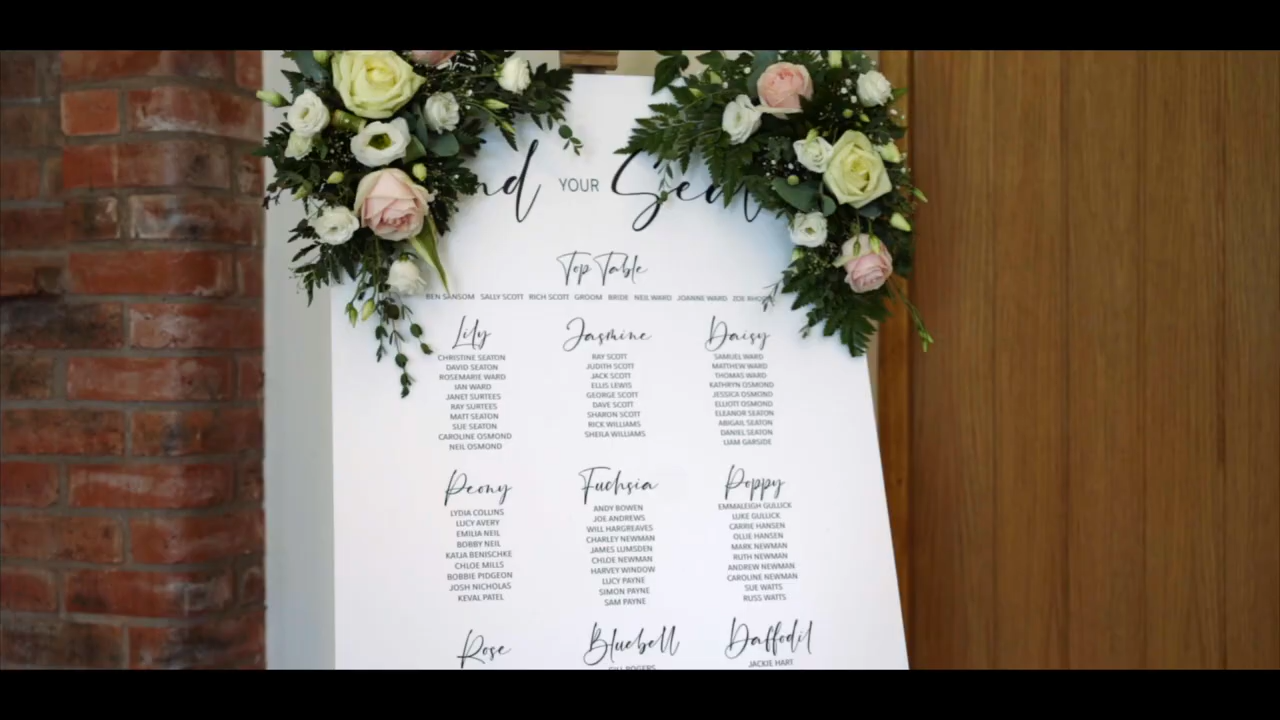 YOUR
Top Table
BEN SANSOM SALLY SCOTT RICH SCOTT GROOM BRIDE NEIL WARD JOANNE WARD ZOE
Lily
CHRISTINE SEATON
DAVID SEATON
ROSEMARIE WARD
IAN WARD
JANET SURTEES
RAY SURTEES
MATT SEATON
SUE SEATON
CAROLINE OSMOND
NEIL OSMOND
Jasmine
RAY SCOTT
JUDITH SCOTT
JACK SCOTT
ELLIS LEWIS
GEORGE SCOTT
DAVE SCOTT
SHARON SCOTT
RICK WILLIAMS
SHEILA WILLIAMS
Daisy
SAMUEL WARD
MATTHEW WARD
THOMAS WARD
KATHRYN OSMOND
JESSICA OSMOND
ELLIOTT OSMOND
ELEANOR SEATON
ABIGAIL SEATON
DANIEL SEATON
LIAM GARSIDE
Peony
LYDIA COLLINS
LUCY AVERY
EMILIA NEIL
BOBBY NEIL
KATJA BENISCHKE
CHLOE MILLS
BOBBIE PIDGEON
JOSH NICHOLAS
KEVAL PATEL
Fuchsia
ANDY BOWEN
JOE ANDREWS
WILL HARGREAVES
CHARLEY NEWMAN
JAMES LUMSDEN
CHLOE NEWMAN
HARVEY WINDOW
LUCY PAYNE
SIMON PAYNE
SAM PAYNE
Poppy
EMMALEIGH GULLICK
LUKE GULLICK
CARRIE HANSEN
OLLIE HANSEN
MARK NEWMAN
RUTH NEWMAN
ANDREW NEWMAN
CAROLINE NEWMAN
SUE WATTS
RUSS WATTS
Rose
Bluebell
Daffodil
JACKIE HART